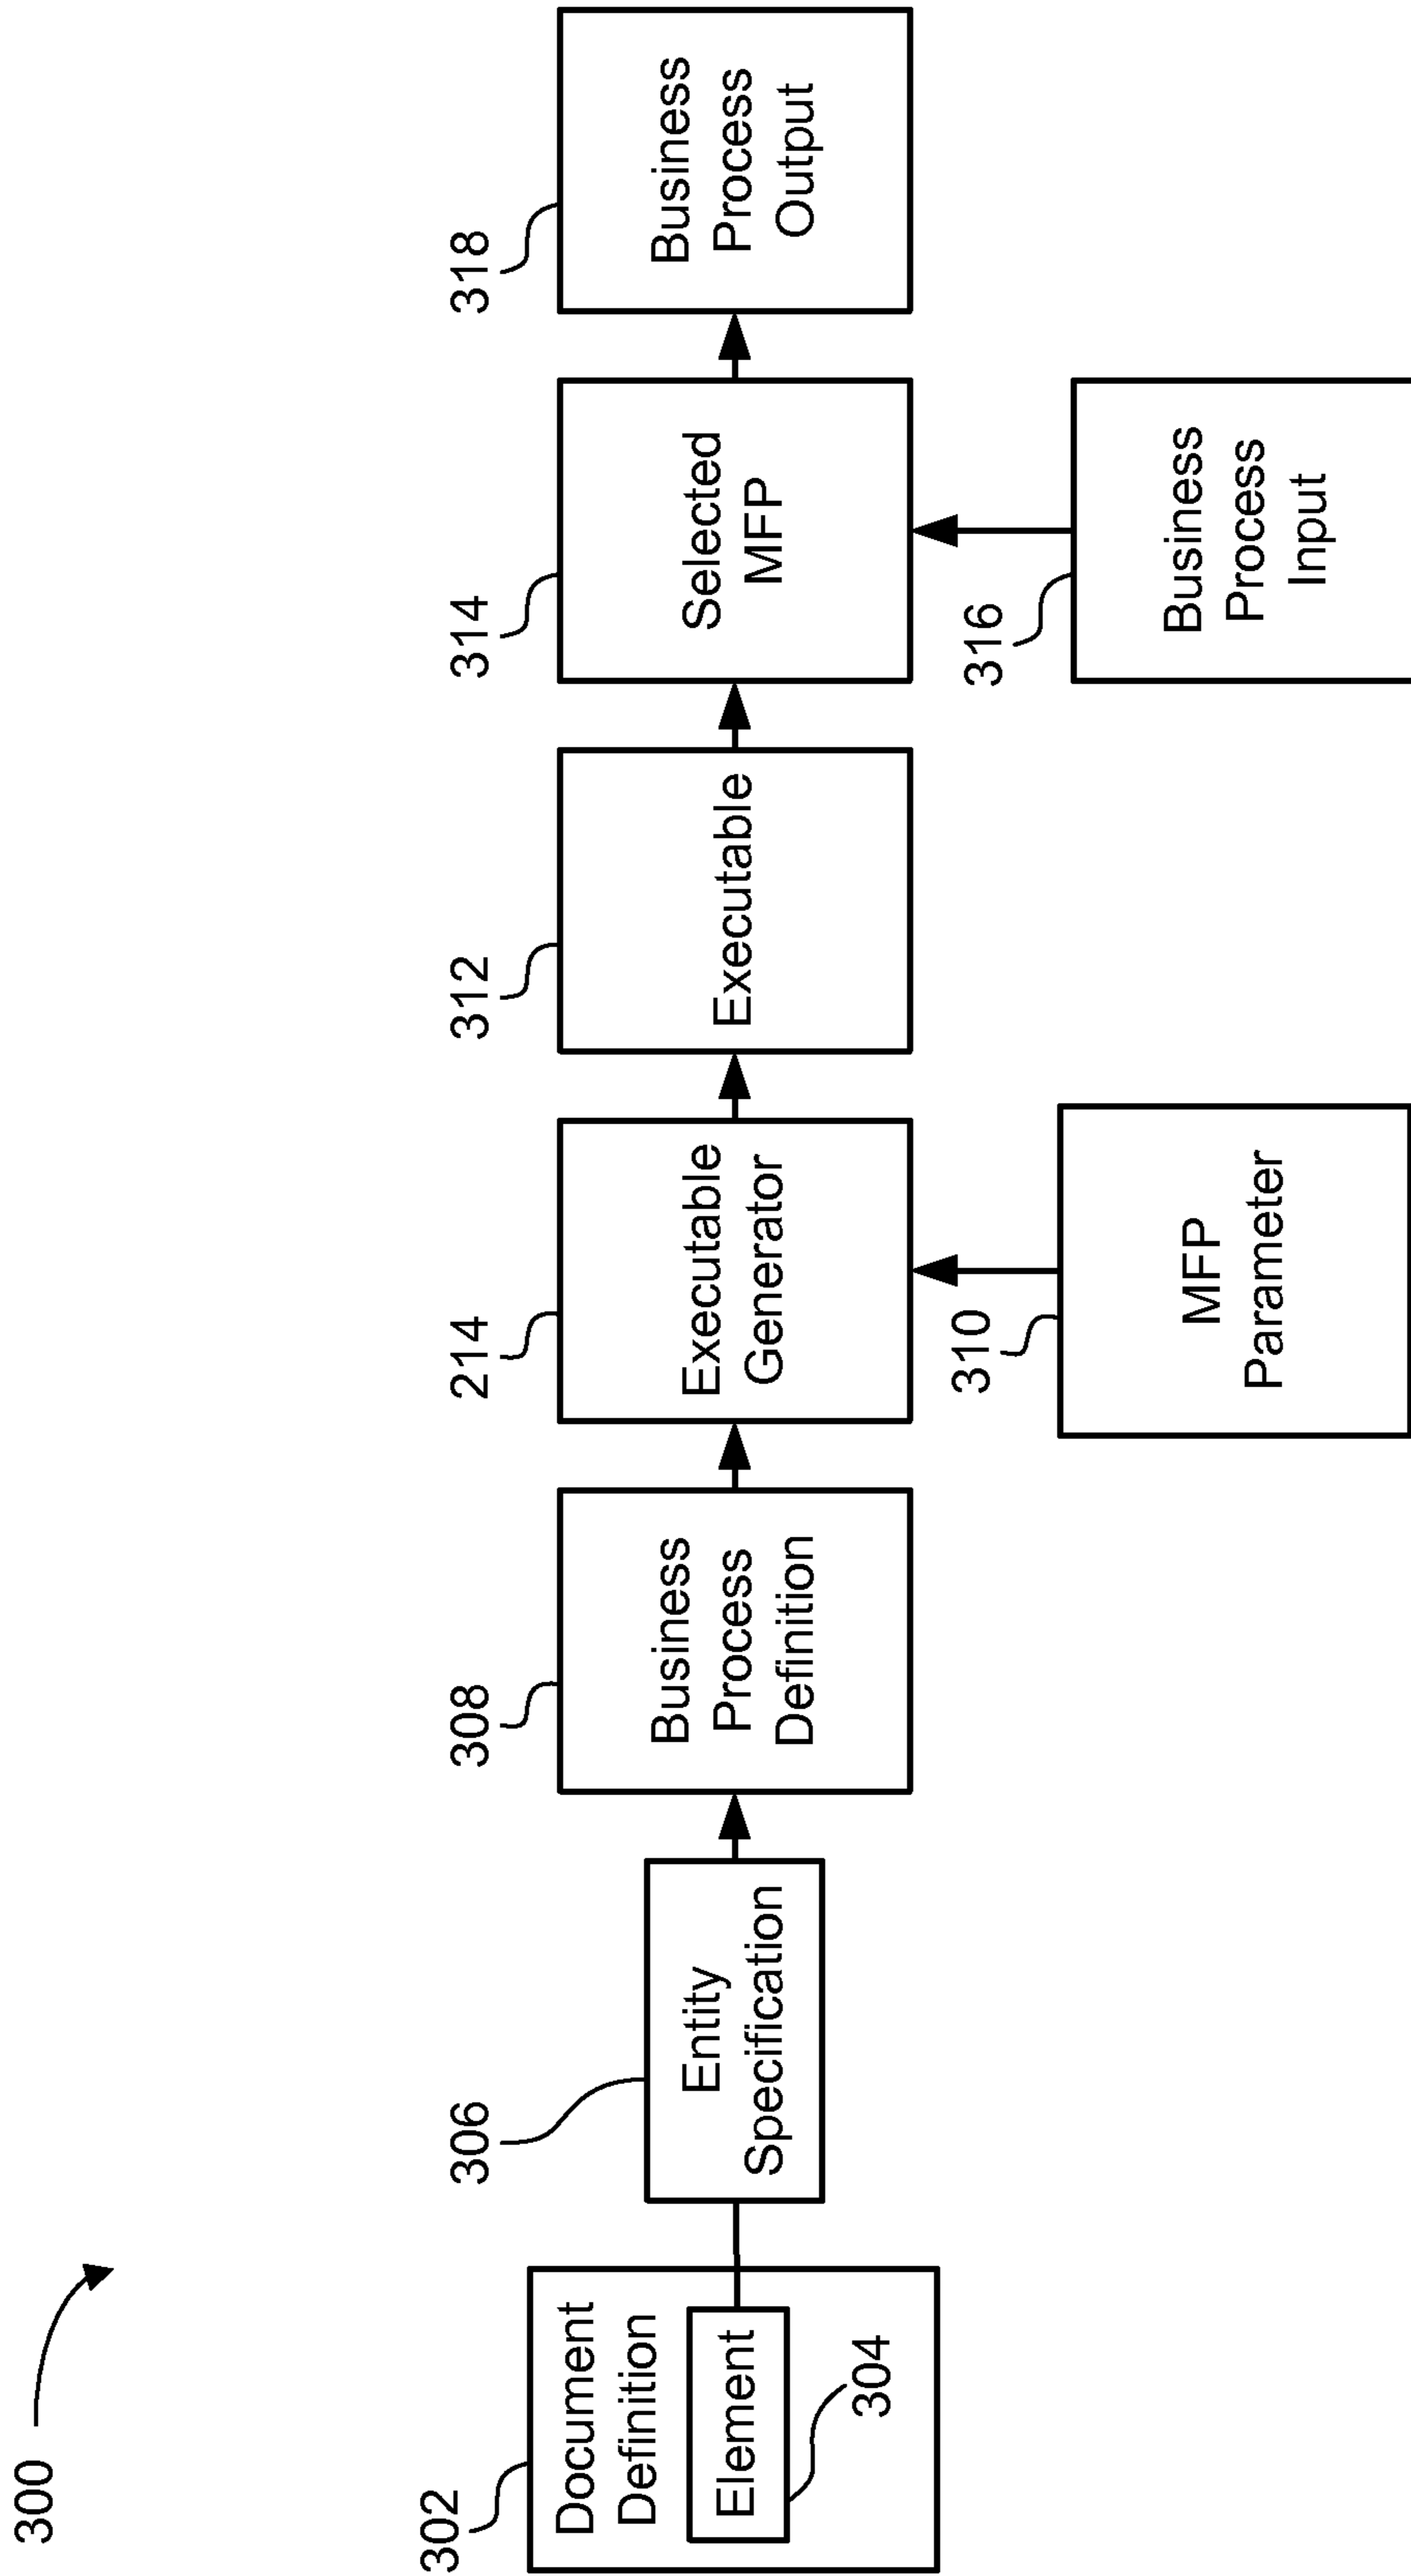 300
302
Document
Definition
Element
304
306
Entity
Specification
308
Business
Process
Definition
214
Executable
Generator
310
MFP
Parameter
312
Executable
314
Selected
MFP
316
Business
Process
Input
318
Business
Process
Output